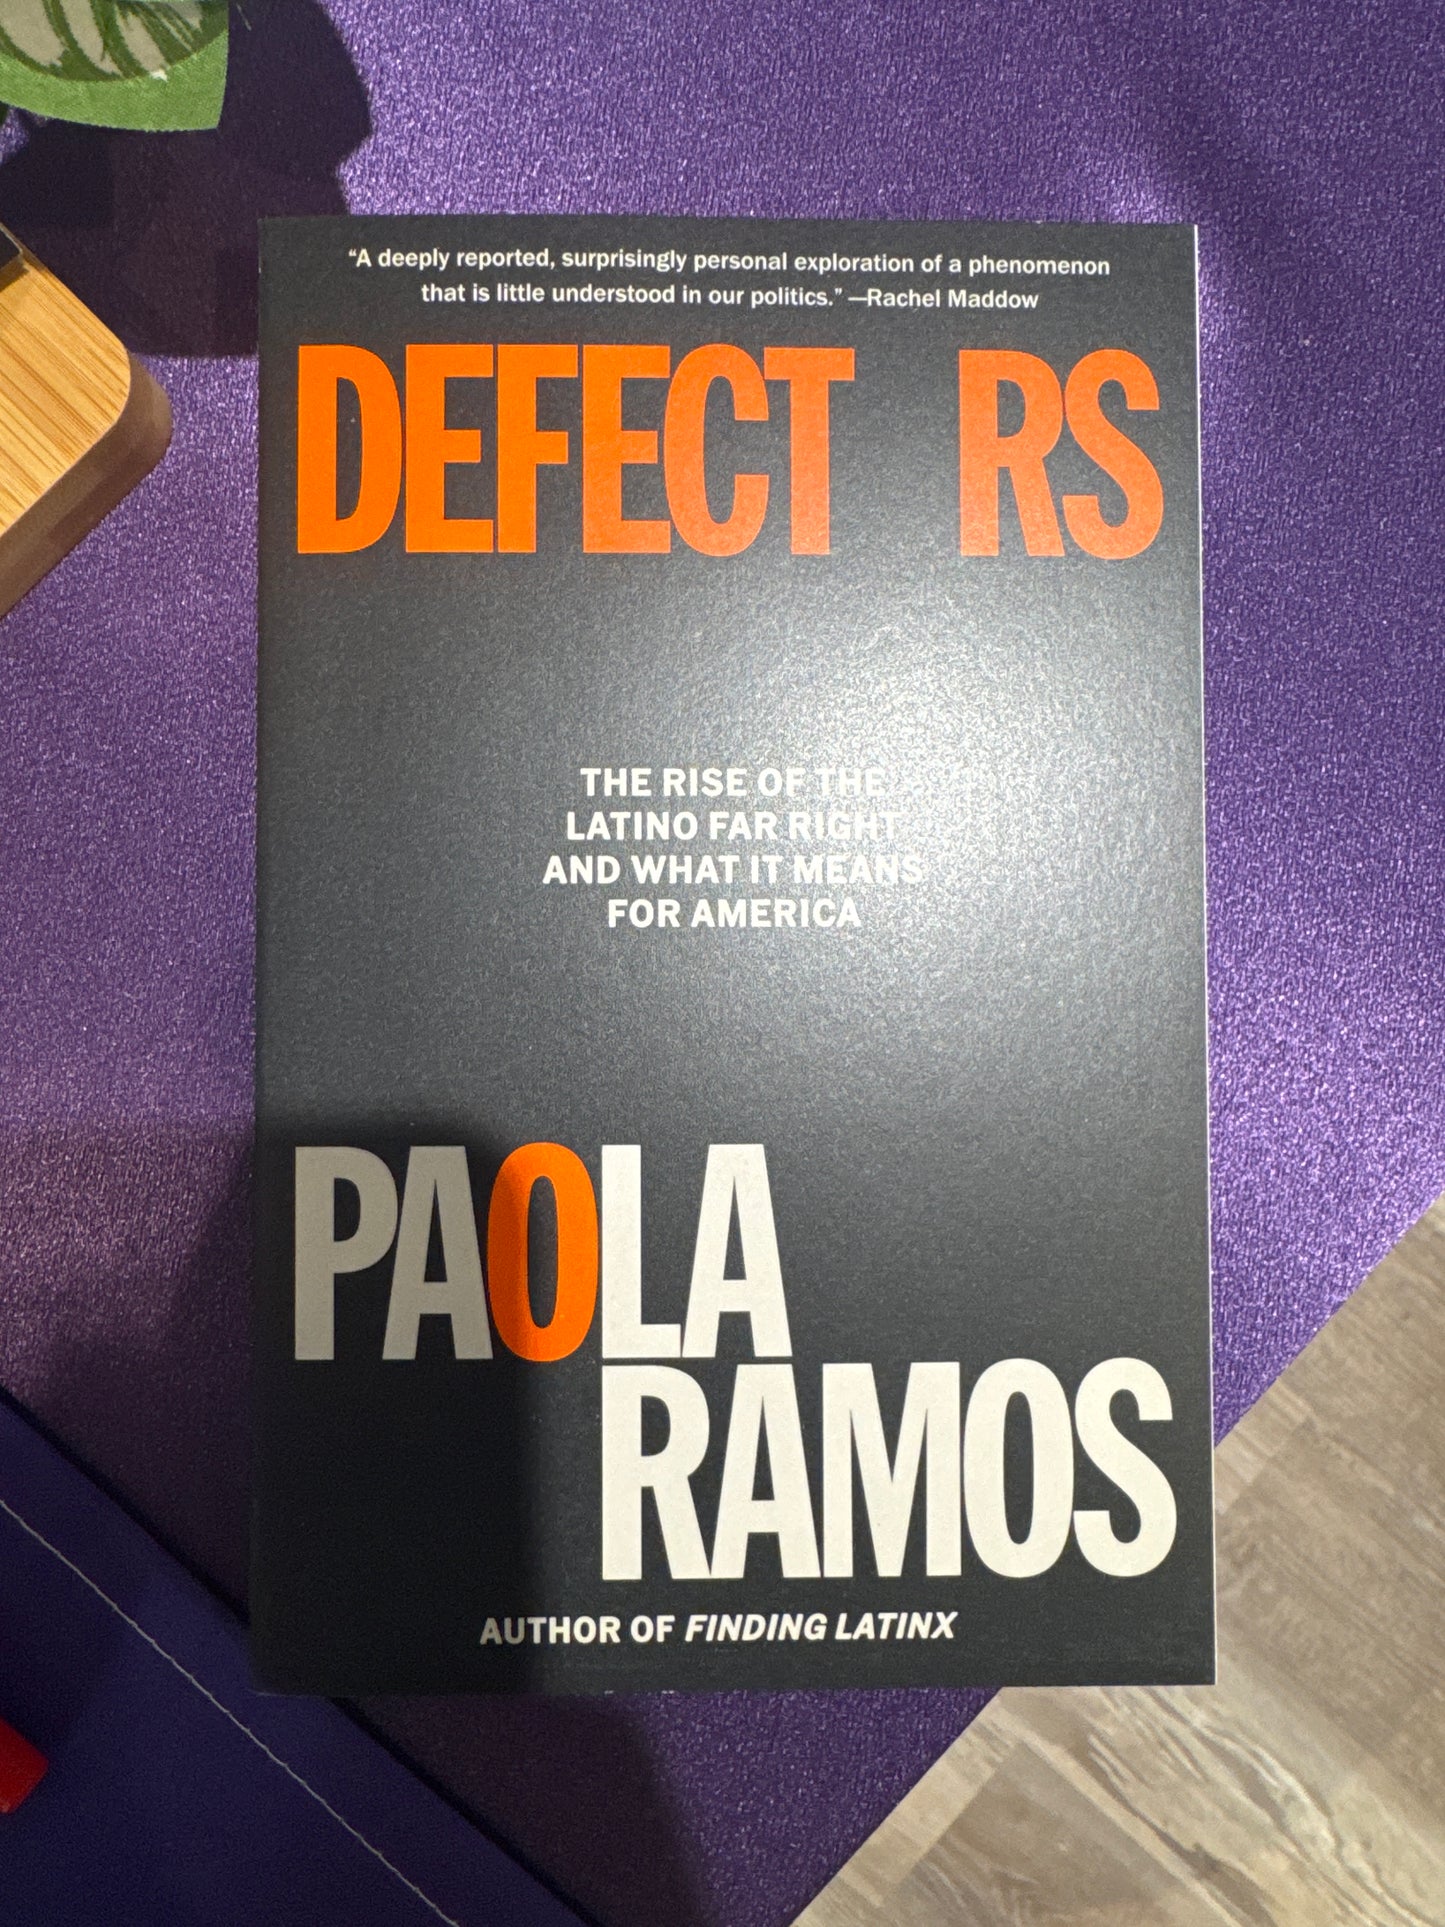 “A deeply reported, surprisingly personal exploration of a phenomenon
that is little understood in our politics.” —Rachel Maddow
DEFECT RS
THE RISE OF THE
LATINO FAR RIGHT
AND WHAT IT MEANS
FOR AMERICA
PAOLA
RAMOS
AUTHOR OF FINDING LATINX